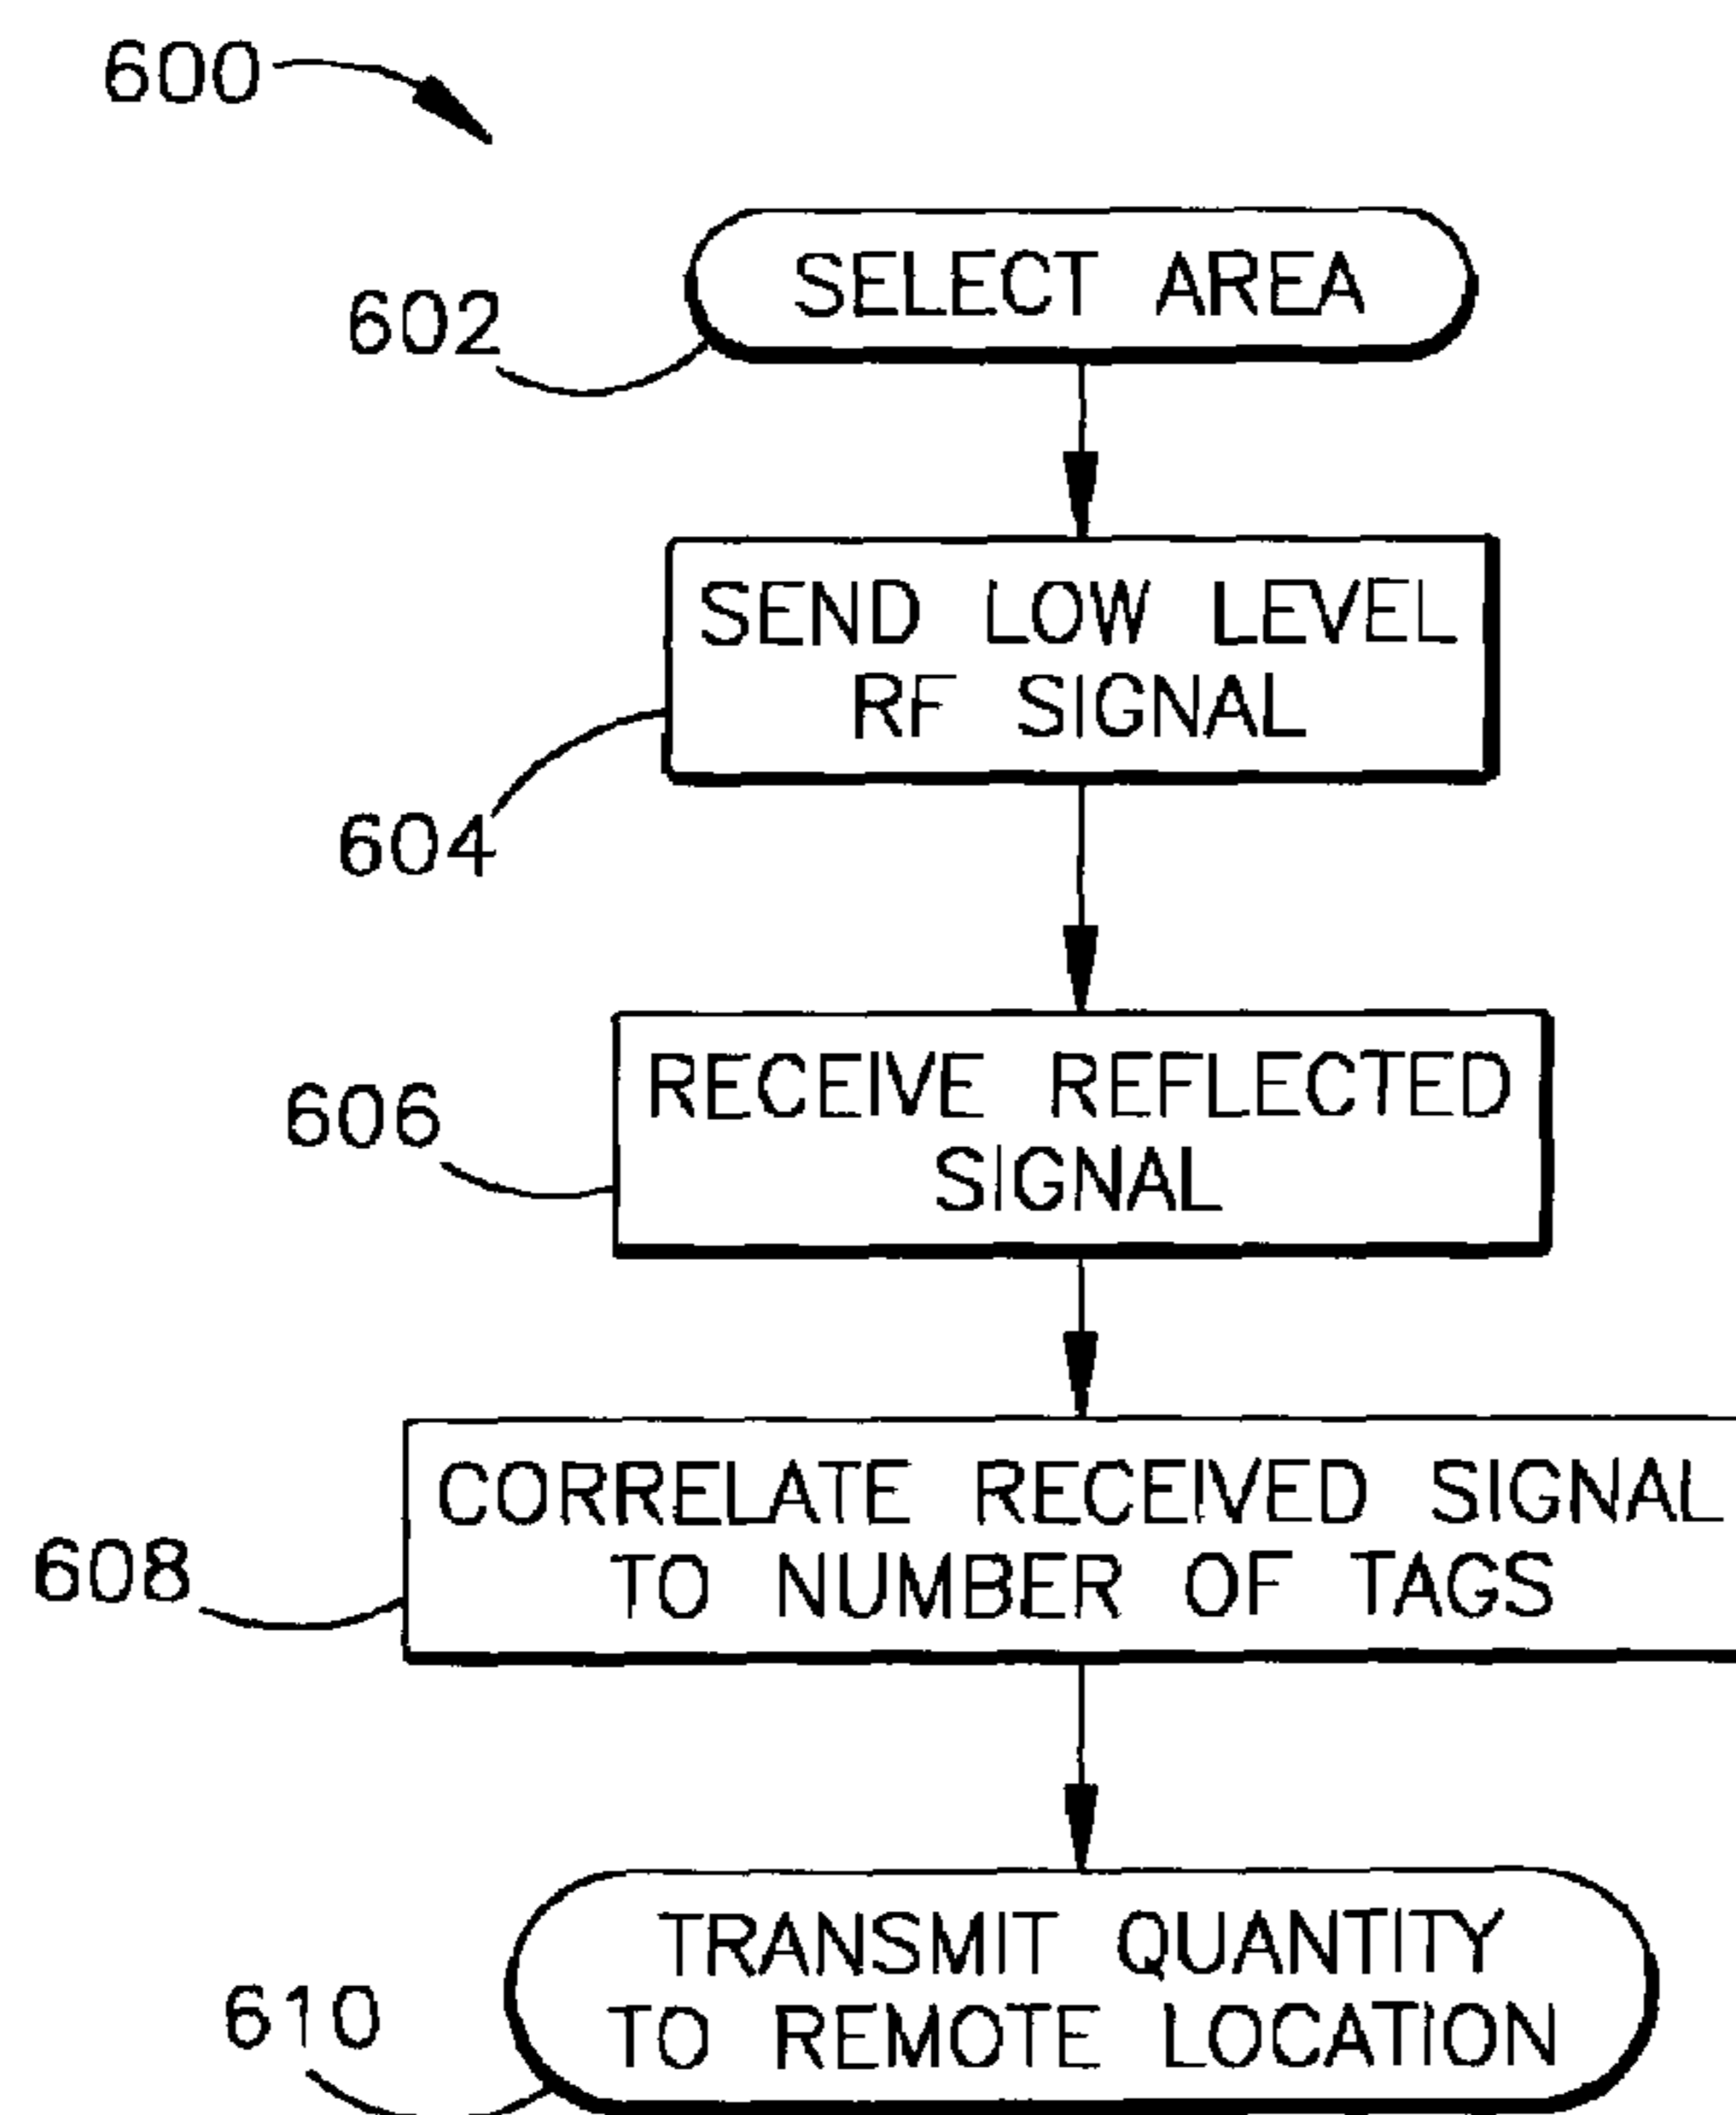 600
SELECT AREA
602
SEND LOW LEVEL
RF SIGNAL
604
RECEIVE REFLECTED
SIGNAL
606
CORRELATE RECEIVED SIGNAL
TO NUMBER OF TAGS
608
TRANSMIT QUANTITY
TO REMOTE LOCATION
610